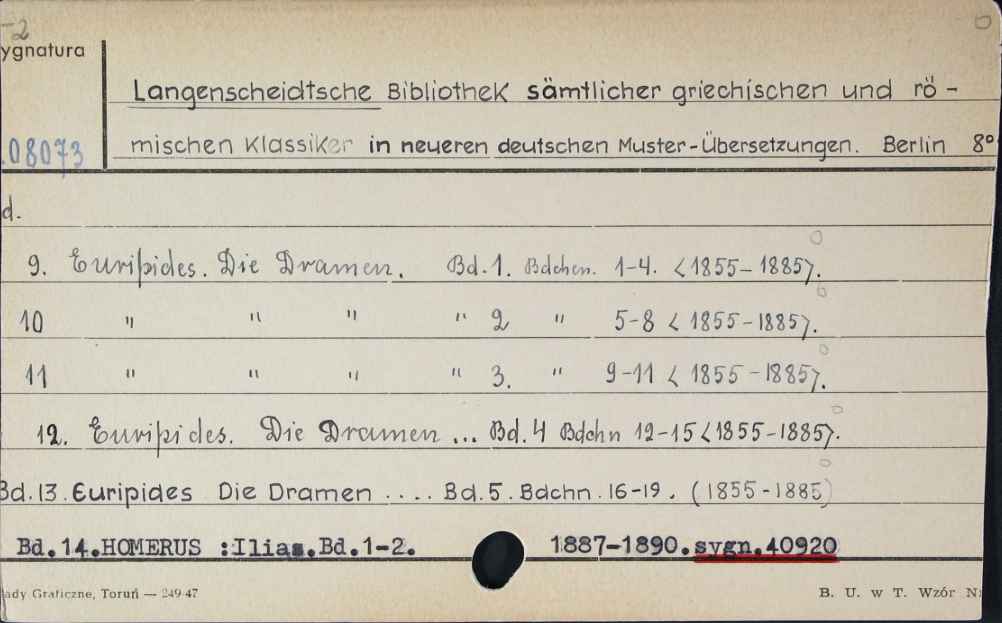 -2
ygnatura
Langenscheidtsche Bibliothek sämtlicher griechischen und rö-
.08073 mischen Klassiker in neueren deutschen Muster-Übersetzungen. Berlin 8°
d.
9. Euripides. Die Dramen. Bd.1. Bdchen. 1-4. <1855-1885>.
10 " " " " 2 " 5-8 <1855-1885>.
11 " " " " 3. " 9-11 <1855-1885>.
12. Euripides. Die Dramen ... Bd.4 Bdchn 12-15<1855-1885>.
Bd.13. Euripides Die Dramen .... Bd.5. Bdchn. 16-19. (1855-1885)
Bd.14.HOMERUS :Ilias.Bd.1-2. 1887-1890.sygn.40920
ady Graficzne, Toruń — 249-47 B. U. w T. Wzór N